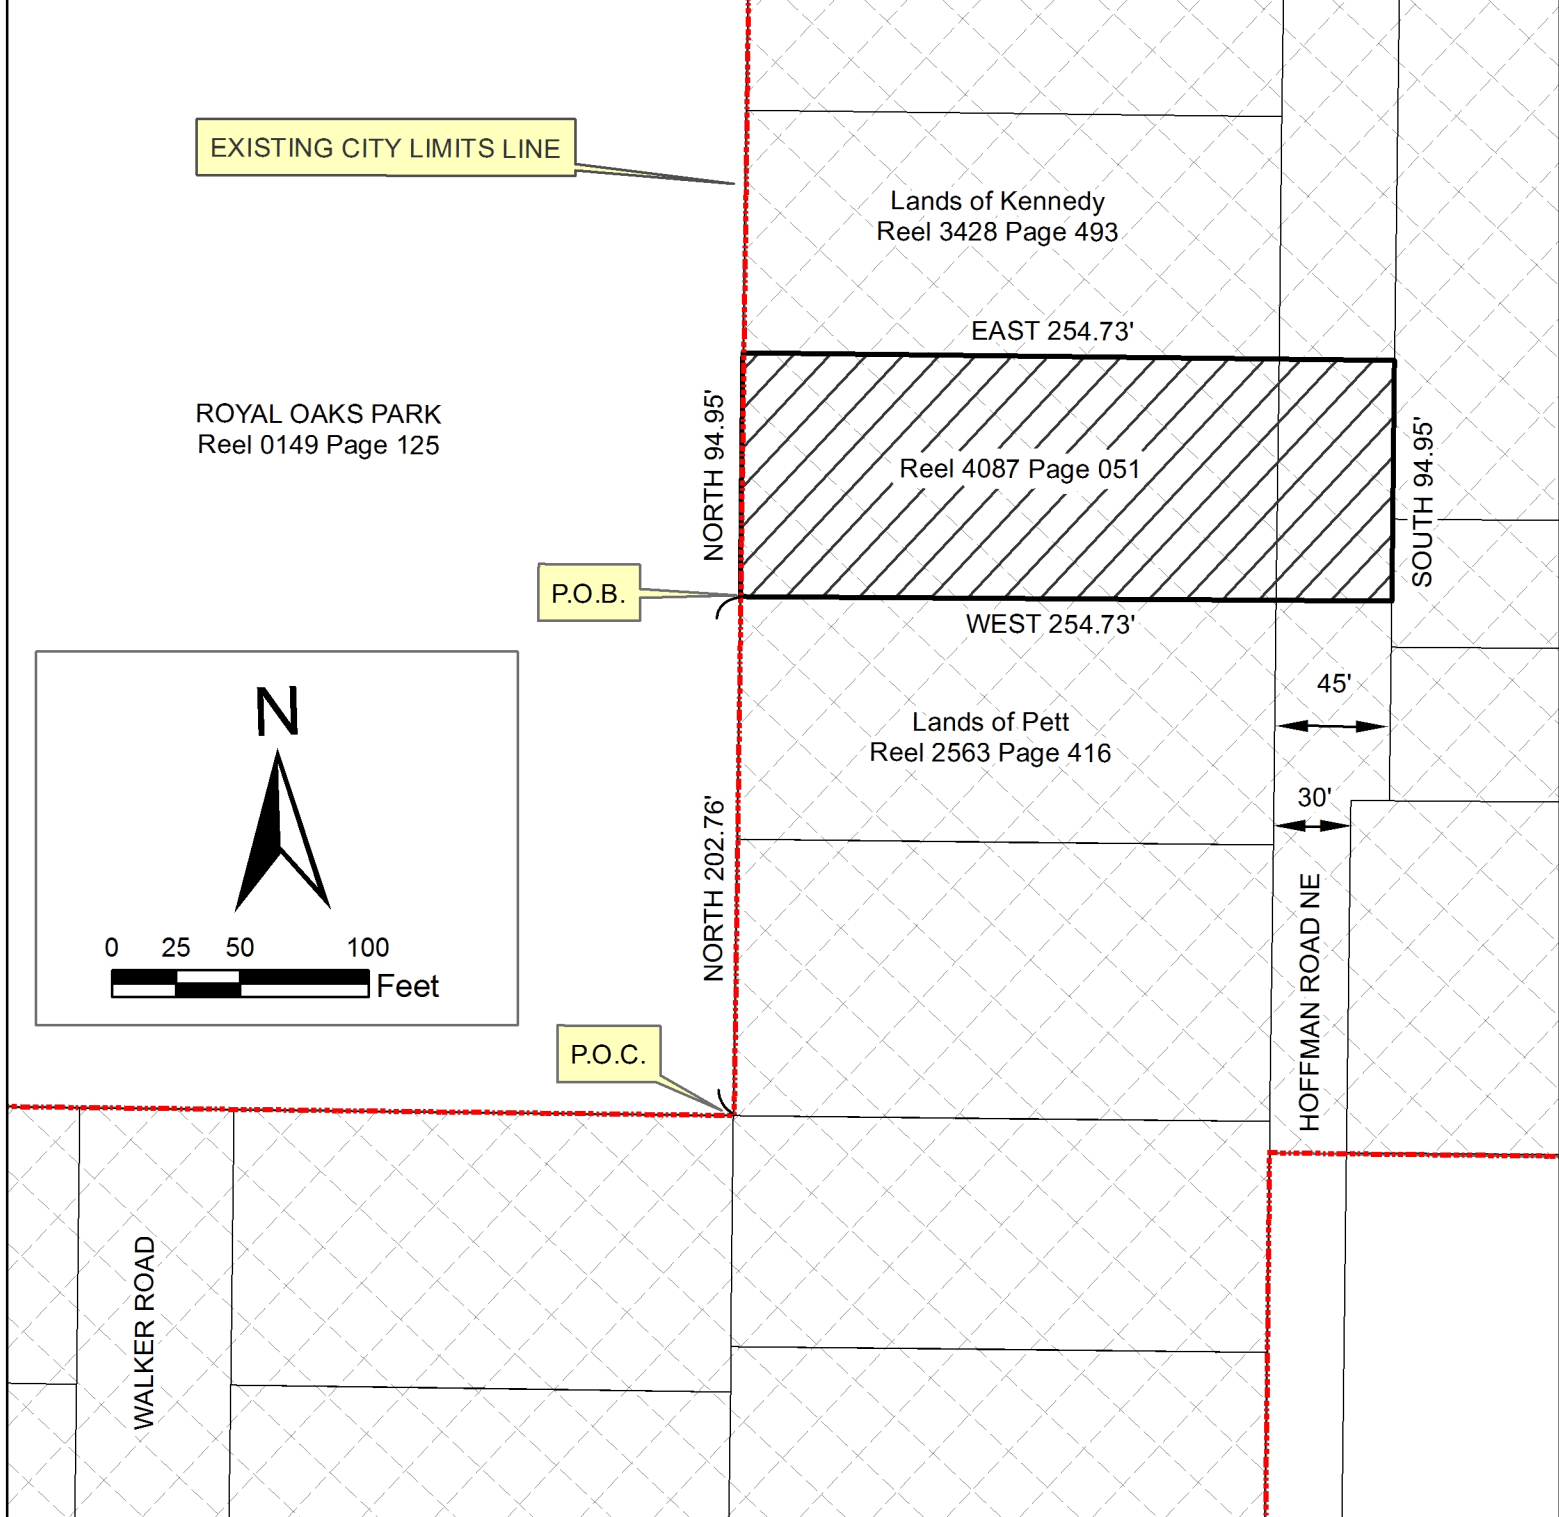 EXISTING CITY LIMITS LINE
Lands of Kennedy
Reel 3428 Page 493
EAST 254.73'
ROYAL OAKS PARK
Reel 0149 Page 125
NORTH 94.95'
Reel 4087 Page 051
SOUTH 94.95'
P.O.B.
WEST 254.73'
45'
Lands of Pett
Reel 2563 Page 416
N
30'
NORTH 202.76'
HOFFMAN ROAD NE
0 25 50 100
Feet
P.O.C.
WALKER ROAD